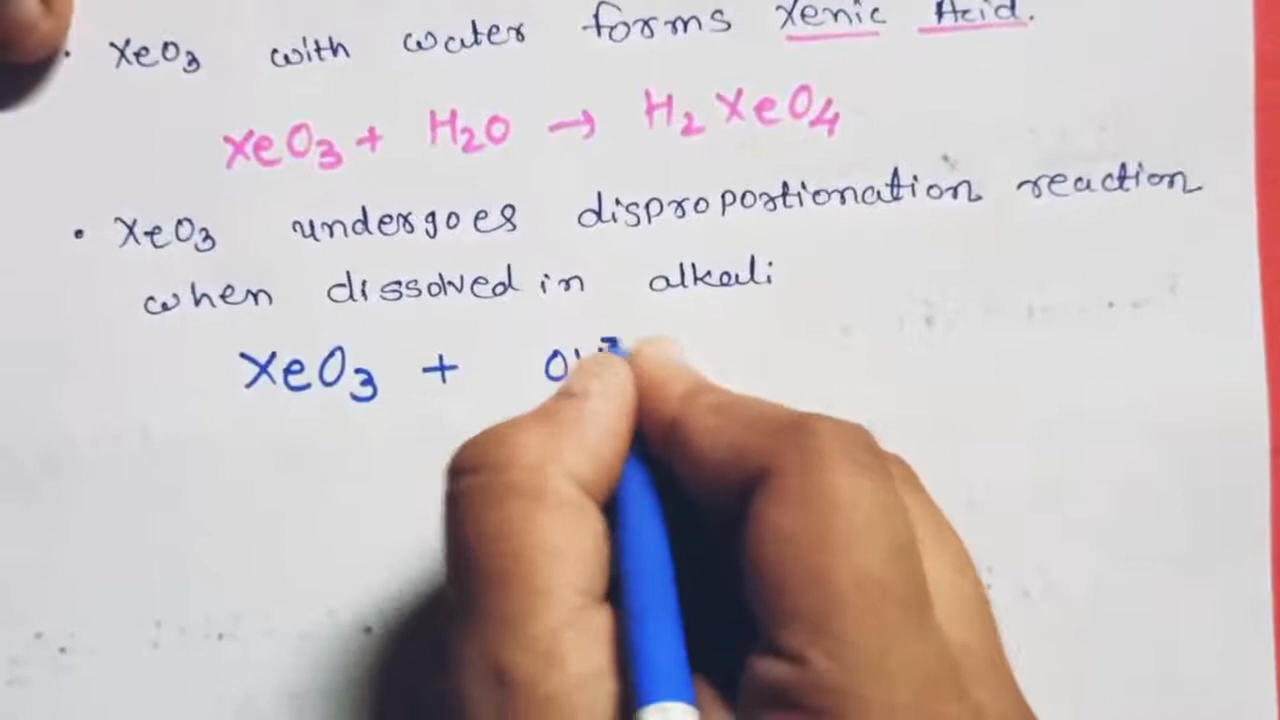 • XeO₃ with water forms Xenic Acid.
XeO₃ + H₂O → H₂XeO₄
• XeO₃ undergoes disproportionation reaction
when dissolved in alkali
XeO₃ +